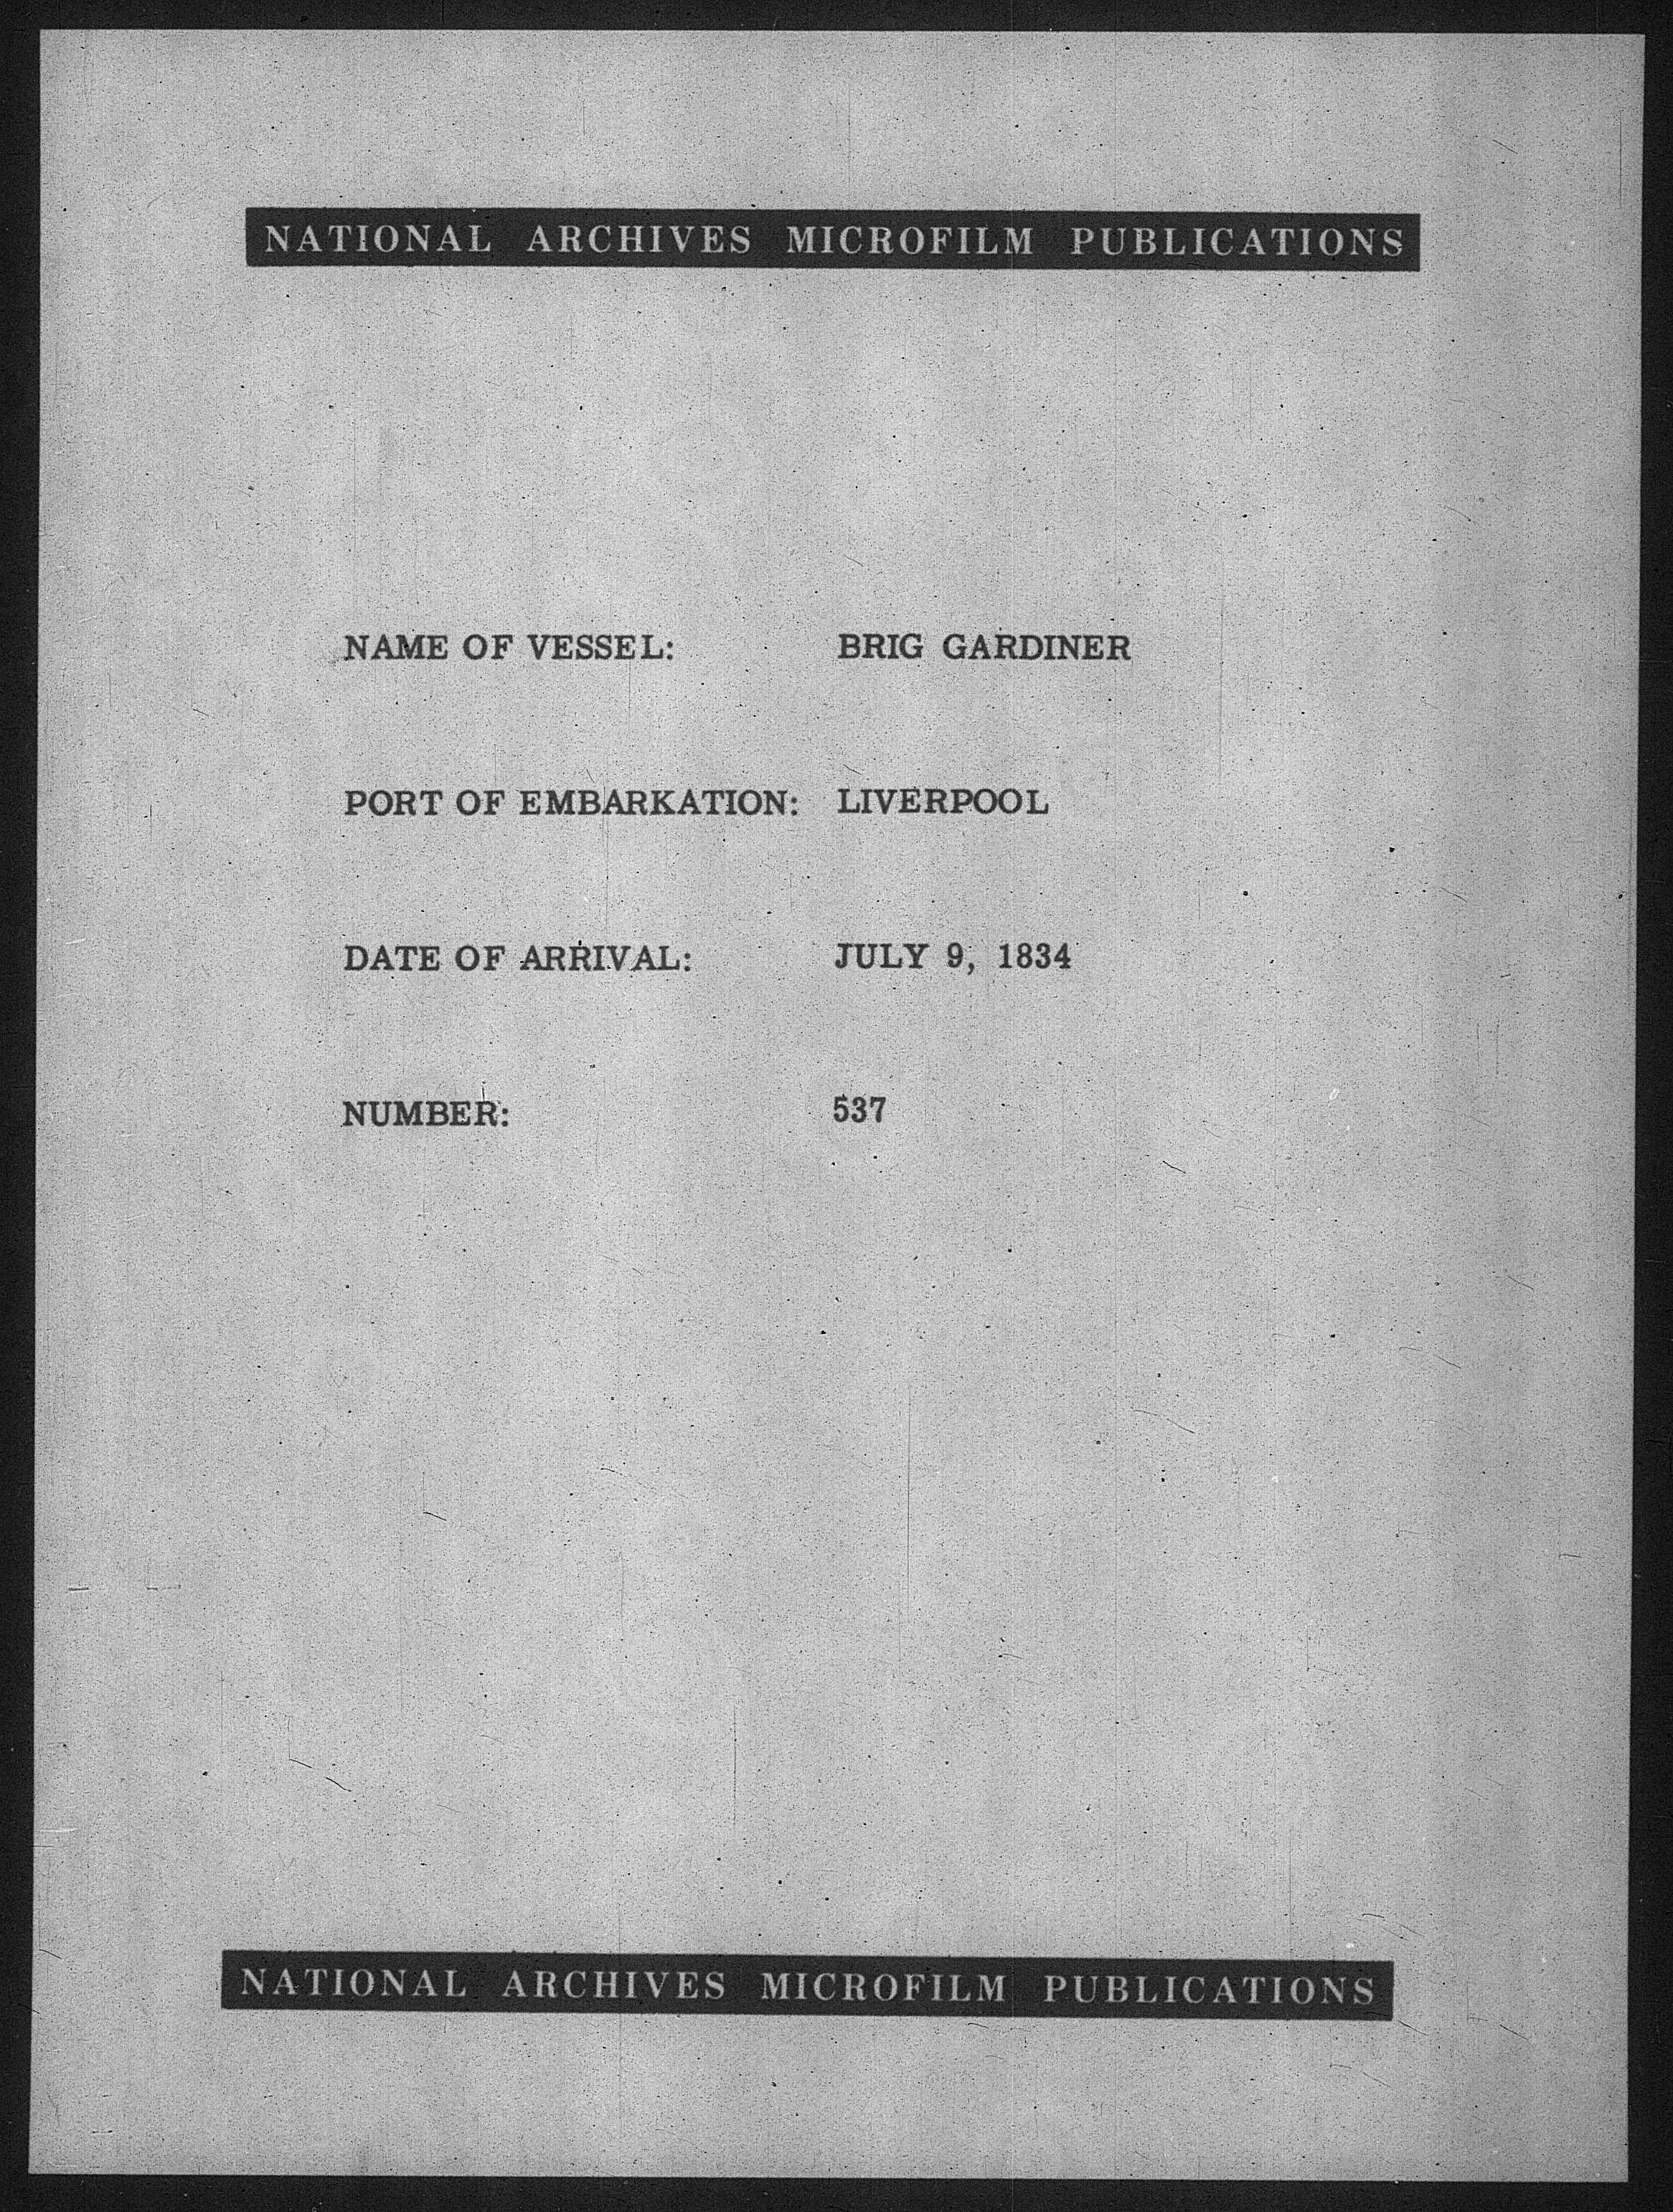 NATIONAL ARCHIVES MICROFILM PUBLICATIONS
NAME OF VESSEL: BRIG GARDINER
PORT OF EMBARKATION: LIVERPOOL
DATE OF ARRIVAL: JULY 9, 1834
NUMBER: 537
NATIONAL ARCHIVES MICROFILM PUBLICATIONS